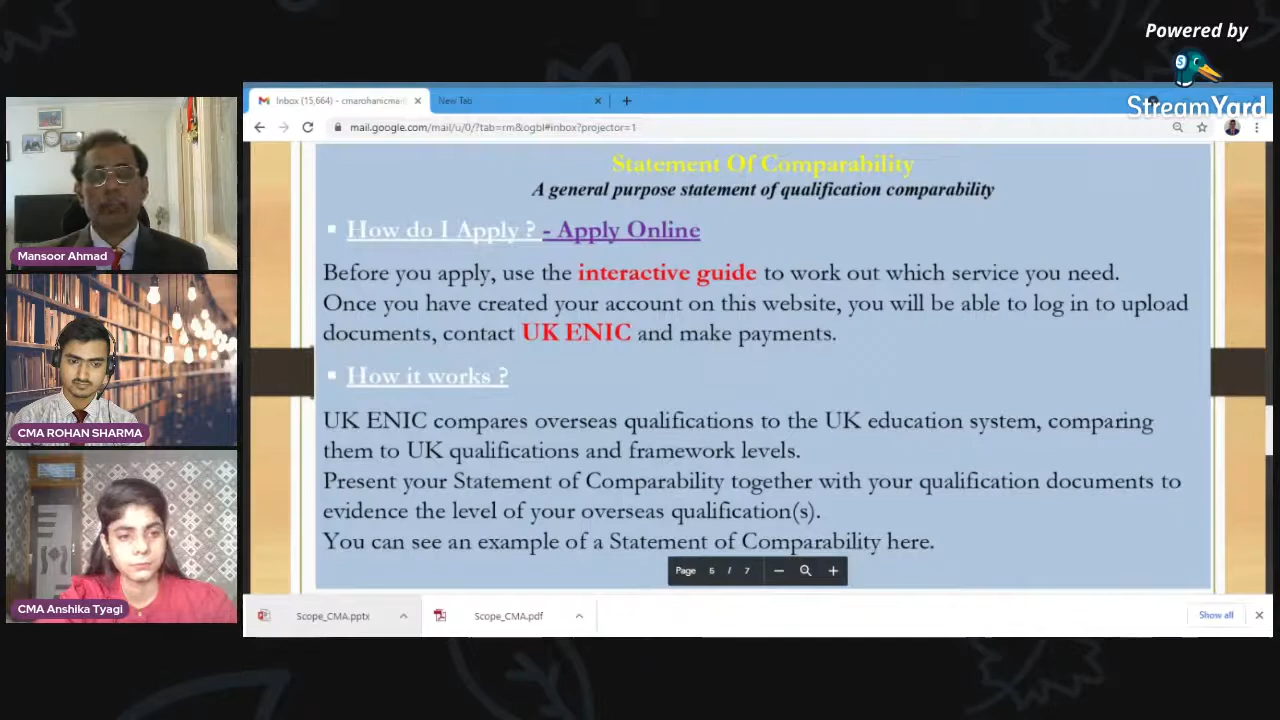 Powered by
StreamYard
Inbox (15,664) - cmarohanicma
New Tab
mail.google.com/mail/u/0/?tab=rm&ogbl#inbox?projector=1
Statement Of Comparability
A general purpose statement of qualification comparability
How do I Apply ? - Apply Online
Before you apply, use the interactive guide to work out which service you need.
Once you have created your account on this website, you will be able to log in to upload
documents, contact UK ENIC and make payments.
How it works ?
UK ENIC compares overseas qualifications to the UK education system, comparing
them to UK qualifications and framework levels.
Present your Statement of Comparability together with your qualification documents to
evidence the level of your overseas qualification(s).
You can see an example of a Statement of Comparability here.
Page 6 / 7
Scope_CMA.pptx
Scope_CMA.pdf
Show all
Mansoor Ahmad
CMA ROHAN SHARMA
CMA Anshika Tyagi